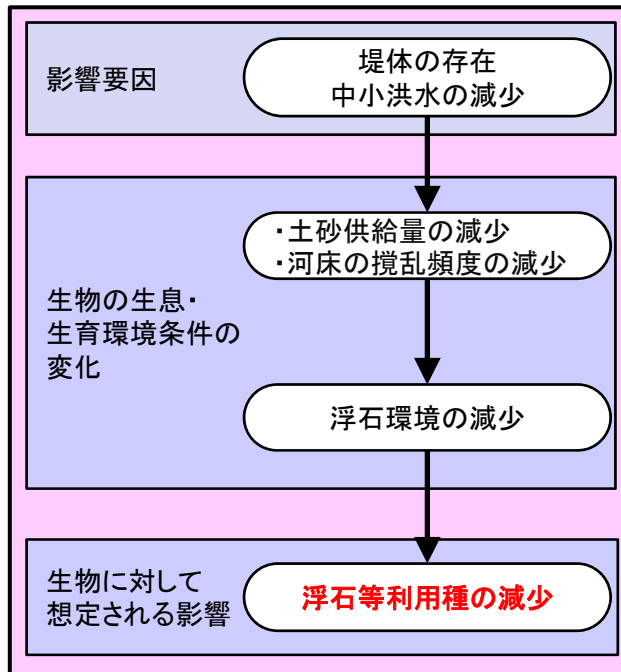 影響要因
堤体の存在
中小洪水の減少
生物の生息・
生育環境条件の
変化
・土砂供給量の減少
・河床の撹乱頻度の減少
浮石環境の減少
生物に対して
想定される影響
浮石等利用種の減少